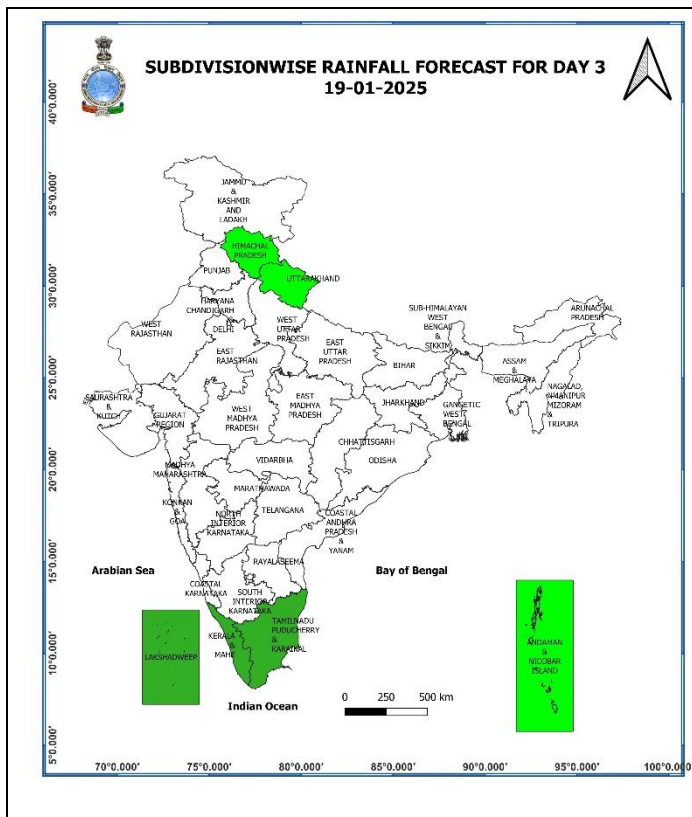 SUBDIVISIONWISE RAINFALL FORECAST FOR DAY 3
19-01-2025
40°0.000'
35°0.000'
30°0.000'
25°0.000'
20°0.000'
15°0.000'
10°0.000'
5°0.000'
JAMMU
&
KASHMIR
AND
LADAKH
HIMACHAL
PRADESH
PUNJAB
UTTARAKHAND
HARYANA
CHANDIGARH
&
DELHI
WEST
RAJASTHAN
WEST
UTTAR
PRADESH
EAST
RAJASTHAN
EAST
UTTAR
PRADESH
SUB-HIMALAYAN
WEST
BENGAL
&
SIKKIM
ARUNACHAL
PRADESH
BIHAR
ASSAM
&
MEGHALAYA
NAGALAD,
MANIPUR
MIZORAM
&
TRIPURA
SAURASHTRA
&
KUTCH
GUJARAT
REGION
WEST
MADHYA
PRADESH
EAST
MADHYA
PRADESH
JHARKHAND
GANGETIC
WEST
BENGAL
CHHATTISGARH
ODISHA
VIDARBHA
MADHYA
MAHARASHTRA
MARATHAWADA
KONKAN
&
GOA
NORTH
INTERIOR
KARNATAKA
TELANGANA
COASTAL
ANDHRA
PRADESH
&
YANAM
RAYALASEEMA
Arabian Sea
Bay of Bengal
COASTAL
KARNATAKA
SOUTH
INTERIOR
KARNATAKA
TAMILNADU
PUDUCHERRY
&
KARAIKAL
KERALA
&
MAHE
LAKSHADWEEP
ANDAMAN
&
NICOBAR
ISLAND
Indian Ocean
0 250 500 km
70°0.000' 75°0.000' 80°0.000' 85°0.000' 90°0.000' 95°0.000' 100°0.000'